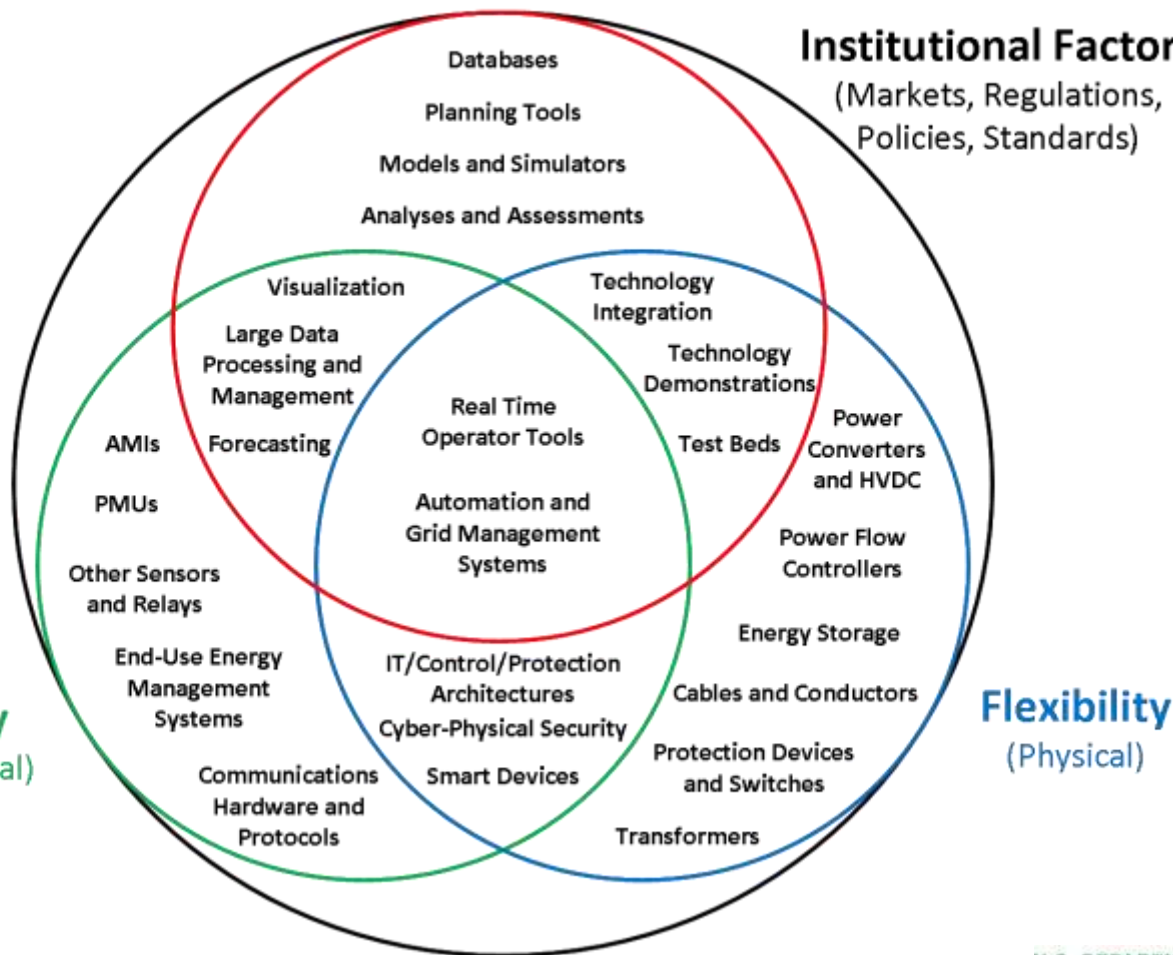 Databases
Institutional Factor
(Markets, Regulations,
Policies, Standards)
Planning Tools
Models and Simulators
Analyses and Assessments
Visualization
Technology
Integration
Large Data
Processing and
Management
Technology
Demonstrations
Real Time
Operator Tools
Power
Converters
and HVDC
AMIs
Forecasting
Test Beds
PMUs
Automation and
Grid Management
Systems
Power Flow
Controllers
Other Sensors
and Relays
Energy Storage
End-Use Energy
Management
Systems
IT/Control/Protection
Architectures
Cables and Conductors
Flexibility
(Physical)
y
al)
Cyber-Physical Security
Protection Devices
and Switches
Communications
Hardware and
Protocols
Smart Devices
Transformers